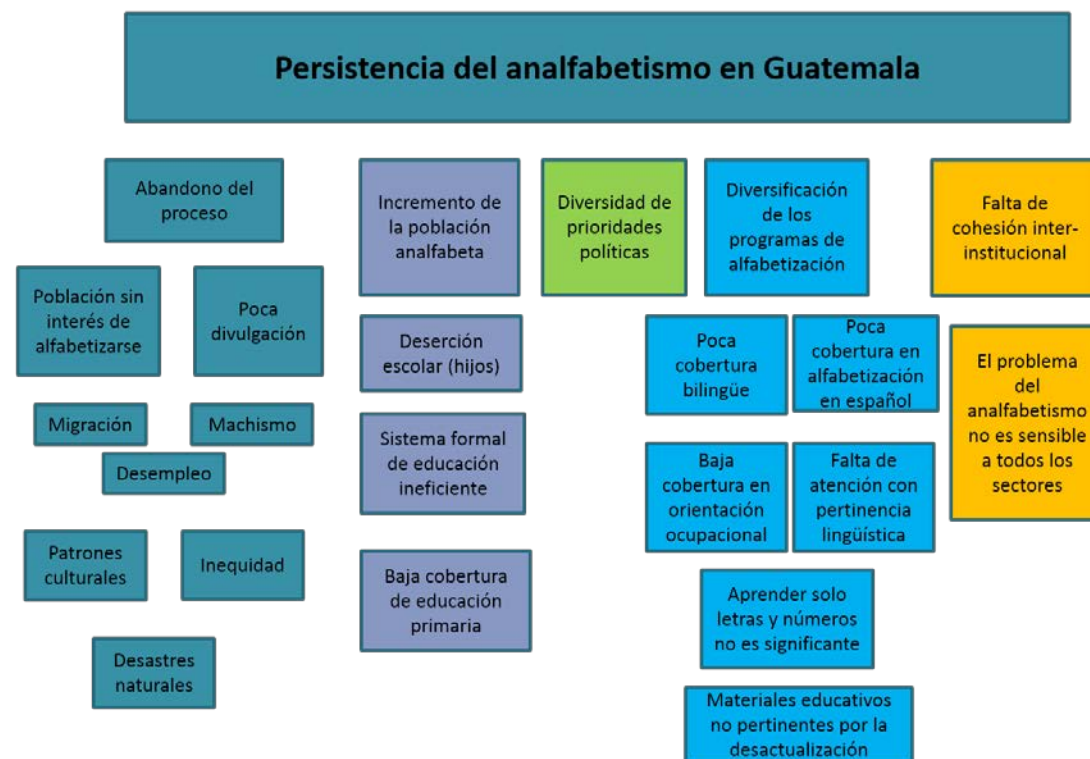 Persistencia del analfabetismo en Guatemala
Abandono del
proceso
Población sin
interés de
alfabetizarse
Poca
divulgación
Migración
Machismo
Desempleo
Patrones
culturales
Inequidad
Desastres
naturales
Incremento de
la población
analfabeta
Deserción
escolar (hijos)
Sistema formal
de educación
ineficiente
Baja cobertura
de educación
primaria
Diversidad de
prioridades
políticas
Diversificación
de los
programas de
alfabetización
Poca
cobertura
bilingüe
Poca
cobertura en
alfabetización
en español
Baja
cobertura en
orientación
ocupacional
Falta de
atención con
pertinencia
lingüística
Aprender solo
letras y números
no es significante
Materiales educativos
no pertinentes por la
desactualización
Falta de
cohesión inter-
institucional
El problema
del
analfabetismo
no es sensible
a todos los
sectores